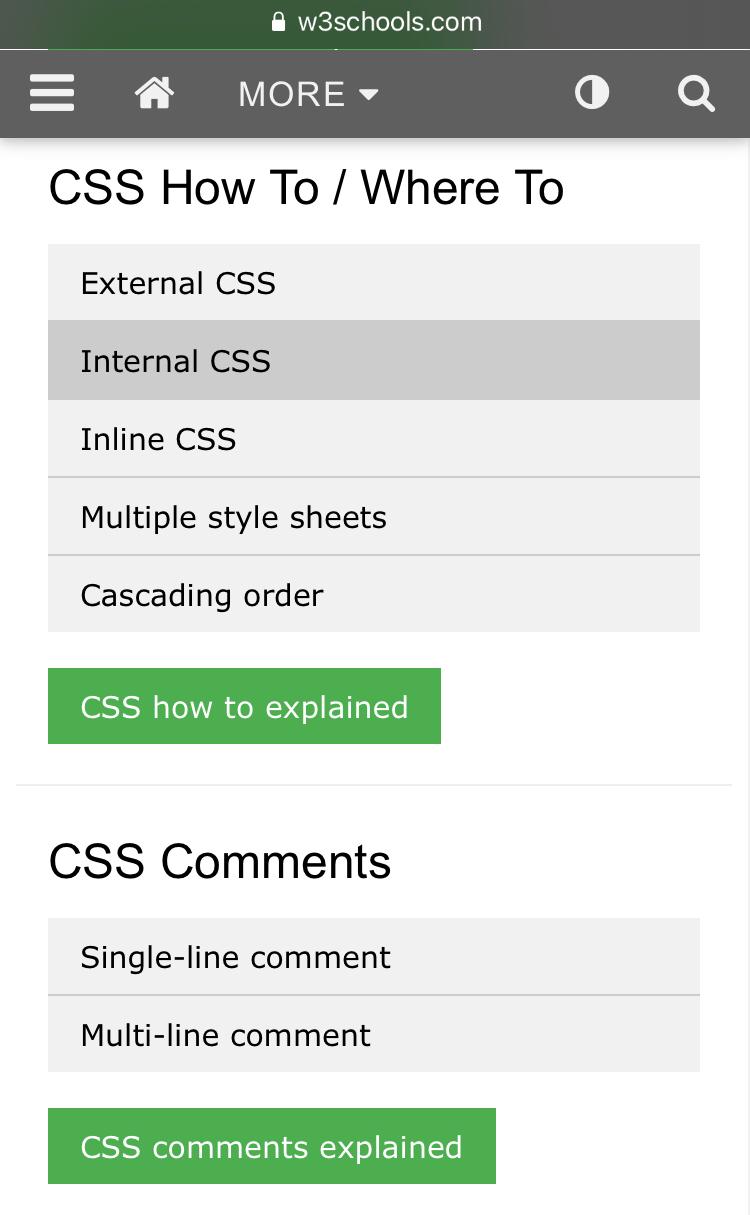 w3schools.com
MORE
CSS How To / Where To
External CSS
Internal CSS
Inline CSS
Multiple style sheets
Cascading order
CSS how to explained
CSS Comments
Single-line comment
Multi-line comment
CSS comments explained